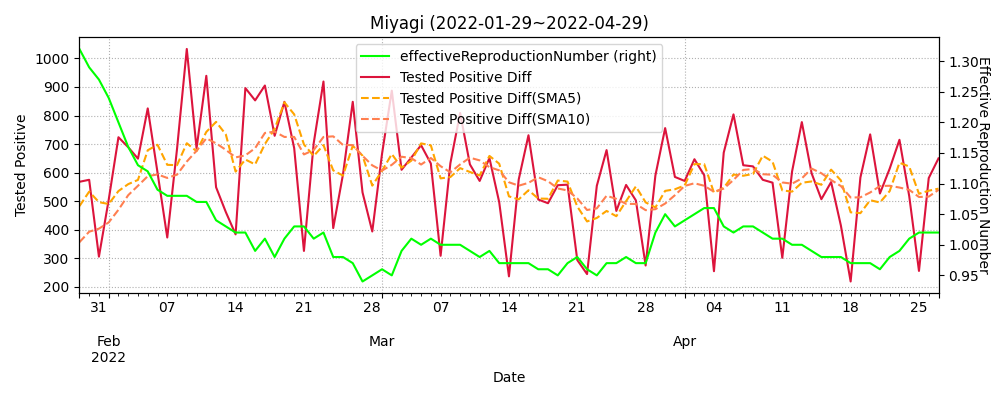 Miyagi (2022-01-29~2022-04-29)
effectiveReproductionNumber (right)
Tested Positive Diff
Tested Positive Diff(SMA5)
Tested Positive Diff(SMA10)
Tested Positive
1000
900
800
700
600
500
400
300
200
1.30
1.25
1.20
1.15
1.10
1.05
1.00
0.95
Effective Reproduction Number
31 07 14 21 28 07 14 21 28 04 11 18 25
Feb Mar Apr
2022
Date